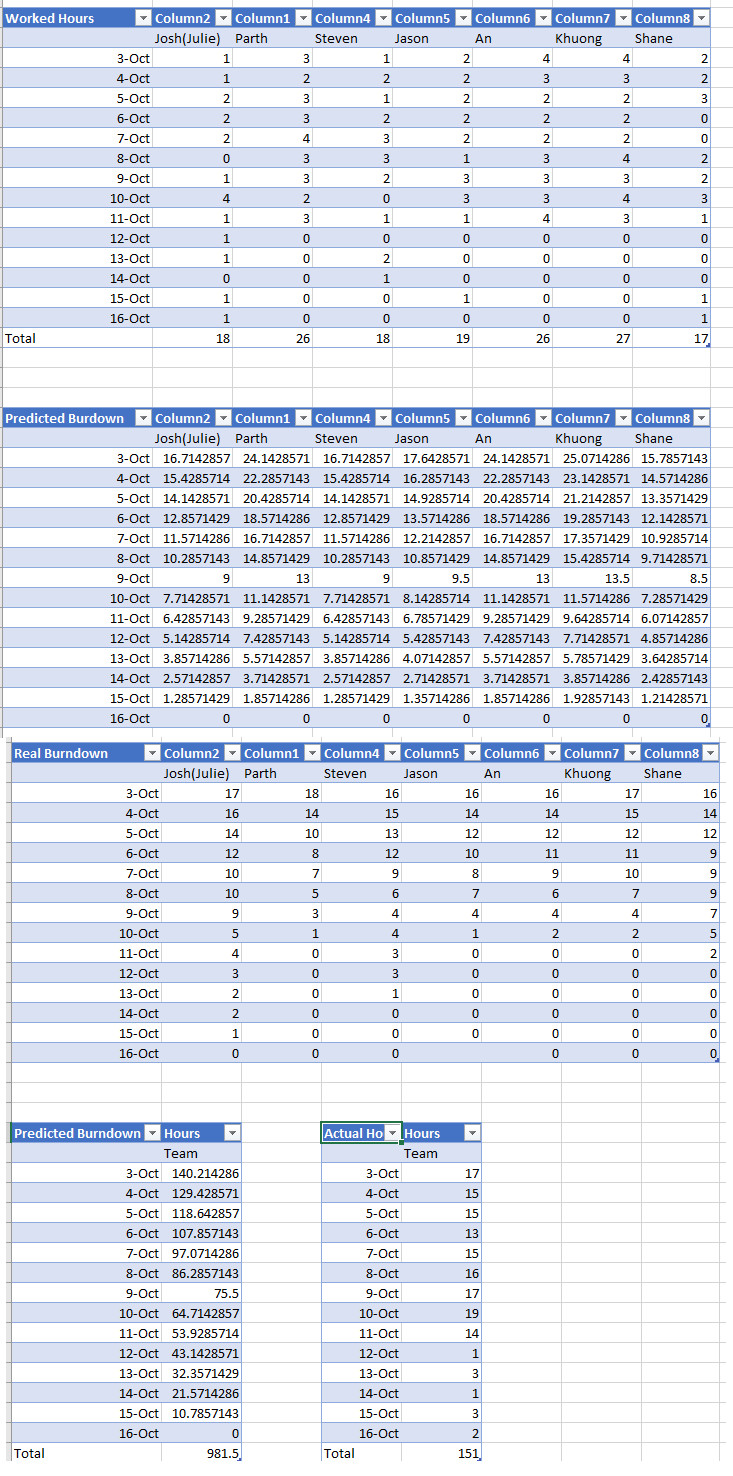 Worked Hours Column2 Column1 Column4 Column5 Column6 Column7 Column8
Josh(Julie) Parth Steven Jason An Khuong Shane
3-Oct 1 3 1 2 4 4 2
4-Oct 1 2 2 2 3 3 2
5-Oct 2 3 1 2 2 2 3
6-Oct 2 3 2 2 2 2 0
7-Oct 2 4 3 2 2 2 0
8-Oct 0 3 3 1 3 4 2
9-Oct 1 3 2 3 3 3 2
10-Oct 4 2 0 3 3 4 3
11-Oct 1 3 1 1 4 3 1
12-Oct 1 0 0 0 0 0 0
13-Oct 1 0 2 0 0 0 0
14-Oct 0 0 1 0 0 0 0
15-Oct 1 0 0 1 0 0 1
16-Oct 1 0 0 0 0 0 1
Total 18 26 18 19 26 27 17
Predicted Burdown Column2 Column1 Column4 Column5 Column6 Column7 Column8
Josh(Julie) Parth Steven Jason An Khuong Shane
3-Oct 16.7142857 24.1428571 16.7142857 17.6428571 24.1428571 25.0714286 15.7857143
4-Oct 15.4285714 22.2857143 15.4285714 16.2857143 22.2857143 23.1428571 14.5714286
5-Oct 14.1428571 20.4285714 14.1428571 14.9285714 20.4285714 21.2142857 13.3571429
6-Oct 12.8571429 18.5714286 12.8571429 13.5714286 18.5714286 19.2857143 12.1428571
7-Oct 11.5714286 16.7142857 11.5714286 12.2142857 16.7142857 17.3571429 10.9285714
8-Oct 10.2857143 14.8571429 10.2857143 10.8571429 14.8571429 15.4285714 9.71428571
9-Oct 9 13 9 9.5 13 13.5 8.5
10-Oct 7.71428571 11.1428571 7.71428571 8.14285714 11.1428571 11.5714286 7.28571429
11-Oct 6.42857143 9.28571429 6.42857143 6.78571429 9.28571429 9.64285714 6.07142857
12-Oct 5.14285714 7.42857143 5.14285714 5.42857143 7.42857143 7.71428571 4.85714286
13-Oct 3.85714286 5.57142857 3.85714286 4.07142857 5.57142857 5.78571429 3.64285714
14-Oct 2.57142857 3.71428571 2.57142857 2.71428571 3.71428571 3.85714286 2.42857143
15-Oct 1.28571429 1.85714286 1.28571429 1.35714286 1.85714286 1.92857143 1.21428571
16-Oct 0 0 0 0 0 0 0
Real Burndown Column2 Column1 Column4 Column5 Column6 Column7 Column8
Josh(Julie) Parth Steven Jason An Khuong Shane
3-Oct 17 18 16 16 16 17 16
4-Oct 16 14 15 14 14 15 14
5-Oct 14 10 13 12 12 12 12
6-Oct 12 8 12 10 11 11 9
7-Oct 10 7 9 8 9 10 9
8-Oct 10 5 6 7 6 7 9
9-Oct 9 3 4 4 4 4 7
10-Oct 5 1 4 1 2 2 5
11-Oct 4 0 3 0 0 0 2
12-Oct 3 0 3 0 0 0 0
13-Oct 2 0 1 0 0 0 0
14-Oct 2 0 0 0 0 0 0
15-Oct 1 0 0 0 0 0 0
16-Oct 0 0 0 0 0 0
Predicted Burndown Hours Actual Ho Hours
Team Team
3-Oct 140.214286 3-Oct 17
4-Oct 129.428571 4-Oct 15
5-Oct 118.642857 5-Oct 15
6-Oct 107.857143 6-Oct 13
7-Oct 97.0714286 7-Oct 15
8-Oct 86.2857143 8-Oct 16
9-Oct 75.5 9-Oct 17
10-Oct 64.7142857 10-Oct 19
11-Oct 53.9285714 11-Oct 14
12-Oct 43.1428571 12-Oct 1
13-Oct 32.3571429 13-Oct 3
14-Oct 21.5714286 14-Oct 1
15-Oct 10.7857143 15-Oct 3
16-Oct 0 16-Oct 2
Total 981.5 Total 151